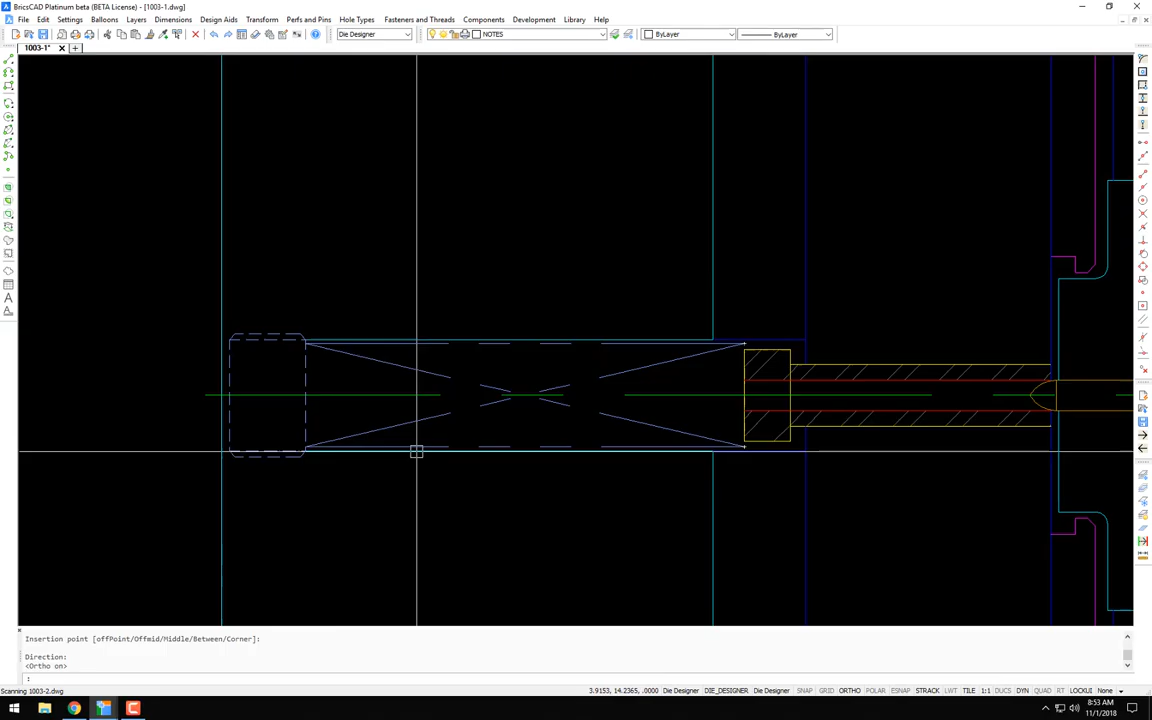 BricsCAD Platinum beta (BETA License) - [1003-1.dwg]
File Edit Settings Balloons Layers Dimensions Design Aids Transform Perfs and Pins Hole Types Fasteners and Threads Components Development Library Help
Die Designer NOTES ByLayer ByLayer
1003-1*
Insertion point [offPoint/Offmid/Middle/Between/Corner]:
Direction:
<Ortho on>
:
Scanning 1003-2.dwg 3.9153, 14.2365, .0000 Die Designer DIE_DESIGNER Die Designer SNAP GRID ORTHO POLAR ESNAP STRACK LWT TILE 1:1 DUCS DYN QUAD RT LOCKUI None
8:53 AM
11/1/2018